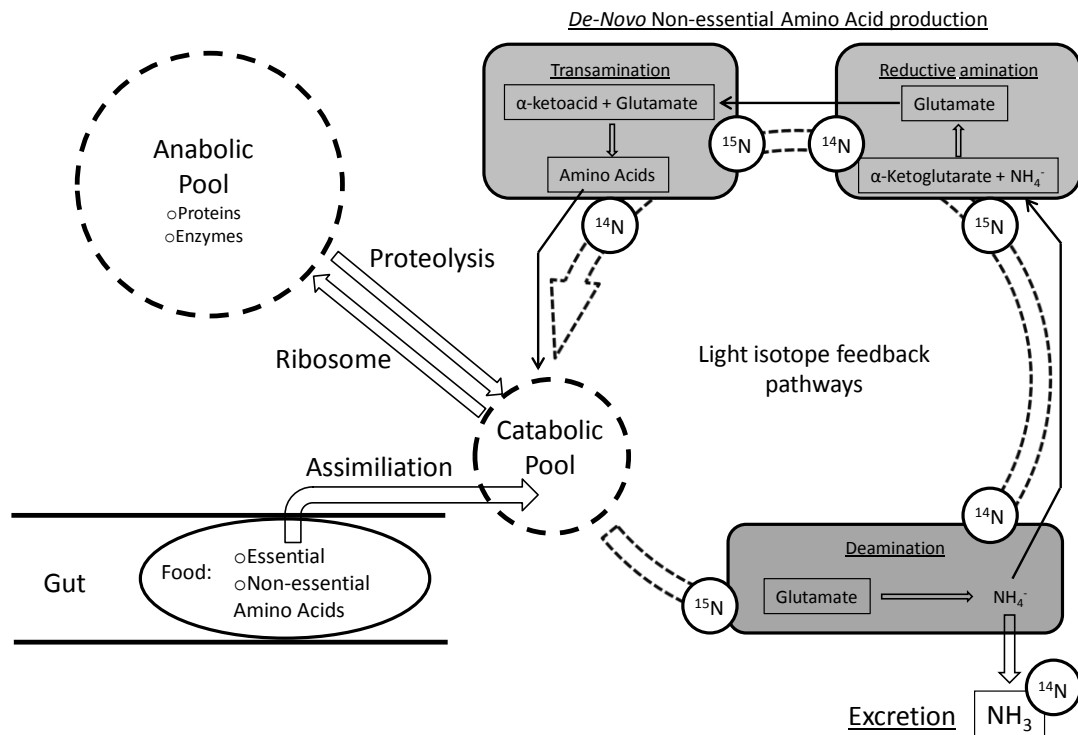 De-Novo Non-essential Amino Acid production
Transamination
α-ketoacid + Glutamate
Amino Acids
Reductive amination
Glutamate
α-Ketoglutarate + NH₄⁻
¹⁵N
¹⁴N
¹⁴N
¹⁵N
Anabolic
Pool
○Proteins
○Enzymes
Proteolysis
Ribosome
Light isotope feedback
pathways
Catabolic
Pool
Assimiliation
Gut
Food:
○Essential
○Non-essential
Amino Acids
¹⁴N
¹⁵N
Deamination
Glutamate
NH₄⁻
¹⁴N
Excretion
NH₃